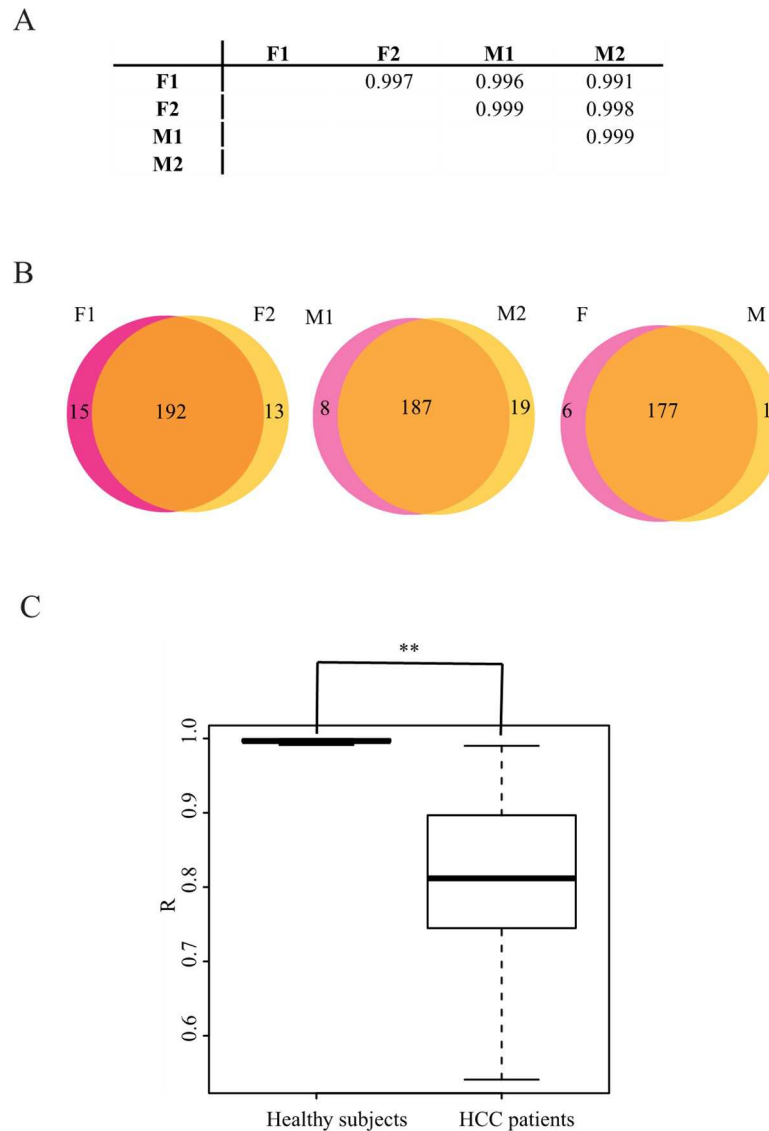 A
F1 F2 M1 M2
F1 0.997 0.996 0.991
F2 0.999 0.998
M1 0.999
M2
B
F1 F2 M1 M2 F M
15 192 13 8 187 19 6 177 1
C
**
1.0
0.9
0.8
0.7
0.6
R
Healthy subjects HCC patients